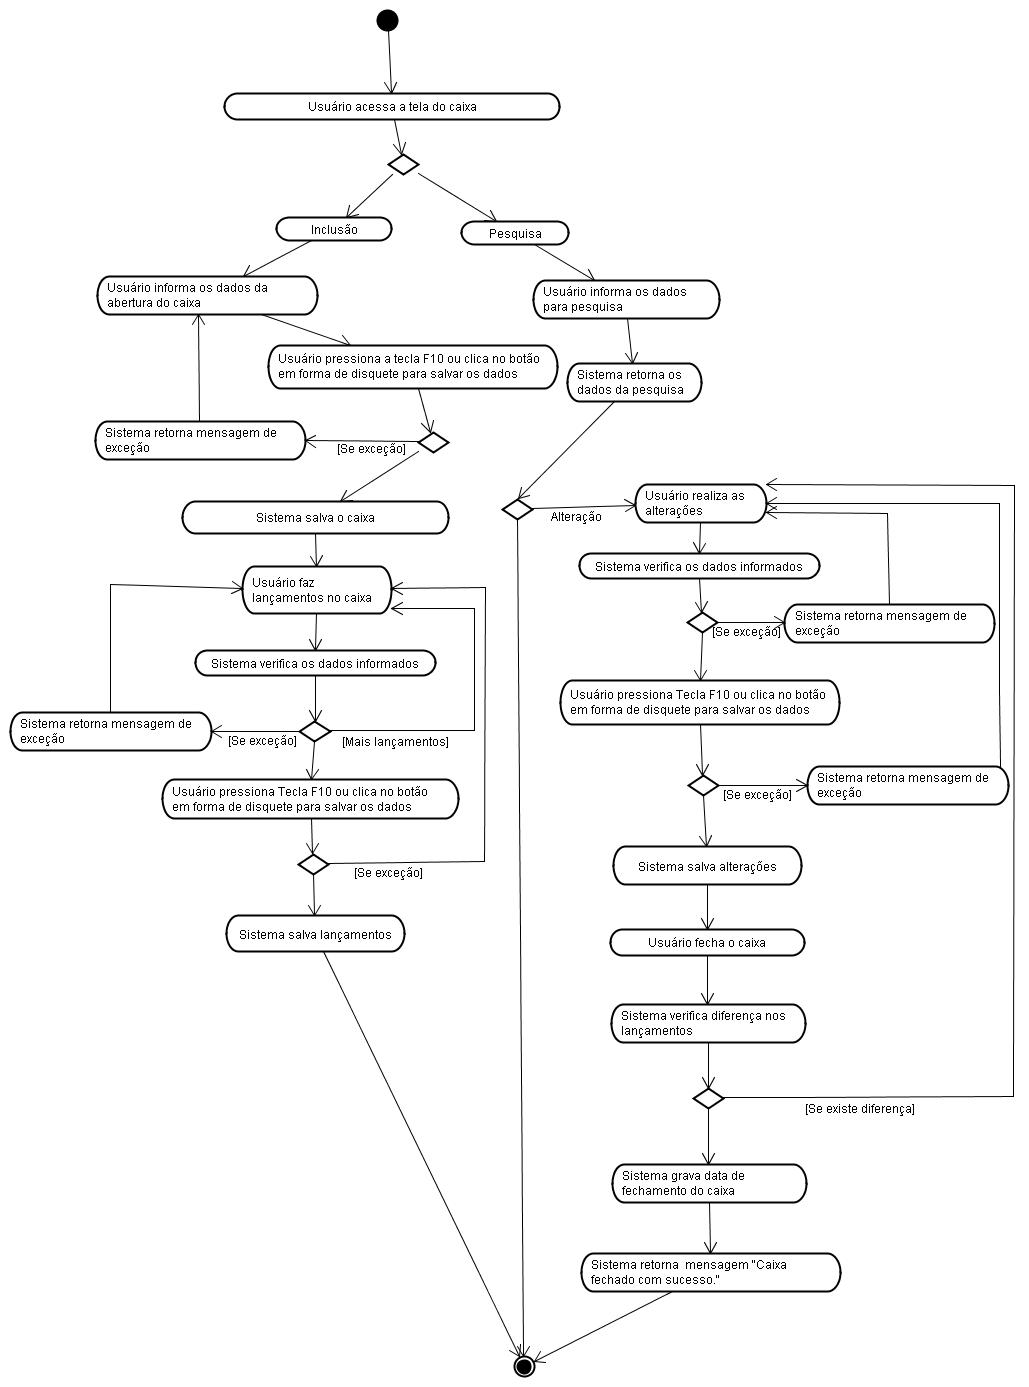 Usuário acessa a tela do caixa
Inclusão
Pesquisa
Usuário informa os dados da
abertura do caixa
Usuário informa os dados
para pesquisa
Usuário pressiona a tecla F10 ou clica no botão
em forma de disquete para salvar os dados
Sistema retorna os
dados da pesquisa
Sistema retorna mensagem de
exceção
[Se exceção]
Sistema salva o caixa
Alteração
Usuário realiza as
alterações
Usuário faz
lançamentos no caixa
Sistema verifica os dados informados
Sistema retorna mensagem de
exceção
[Se exceção]
Sistema verifica os dados informados
Sistema retorna mensagem de
exceção
[Se exceção]
[Mais lançamentos]
Usuário pressiona Tecla F10 ou clica no botão
em forma de disquete para salvar os dados
Usuário pressiona Tecla F10 ou clica no botão
em forma de disquete para salvar os dados
Sistema retorna mensagem de
exceção
[Se exceção]
[Se exceção]
Sistema salva alterações
Sistema salva lançamentos
Usuário fecha o caixa
Sistema verifica diferença nos
lançamentos
[Se existe diferença]
Sistema grava data de
fechamento do caixa
Sistema retorna  mensagem "Caixa
fechado com sucesso."